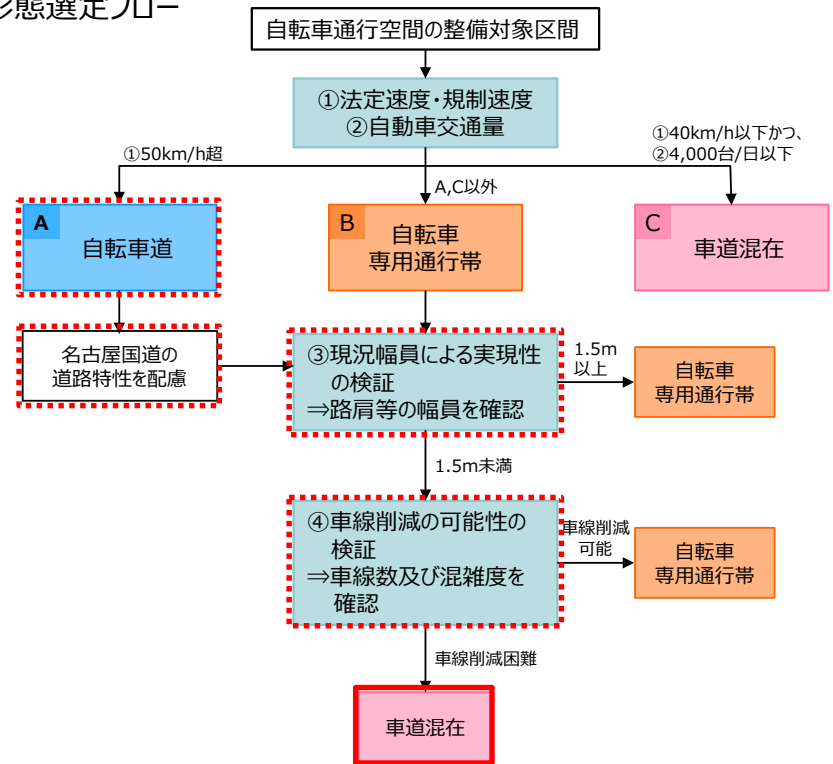 形態選定フロー
自転車通行空間の整備対象区間
①法定速度・規制速度
②自動車交通量
①50km/h超
A,C以外
①40km/h以下かつ、
②4,000台/日以下
A
自転車道
B
自転車
専用通行帯
C
車道混在
名古屋国道の
道路特性を配慮
③現況幅員による実現性
の検証
⇒路肩等の幅員を確認
1.5m
以上
自転車
専用通行帯
1.5m未満
④車線削減の可能性の
検証
⇒車線数及び混雑度を
確認
車線削減
可能
自転車
専用通行帯
車線削減困難
車道混在